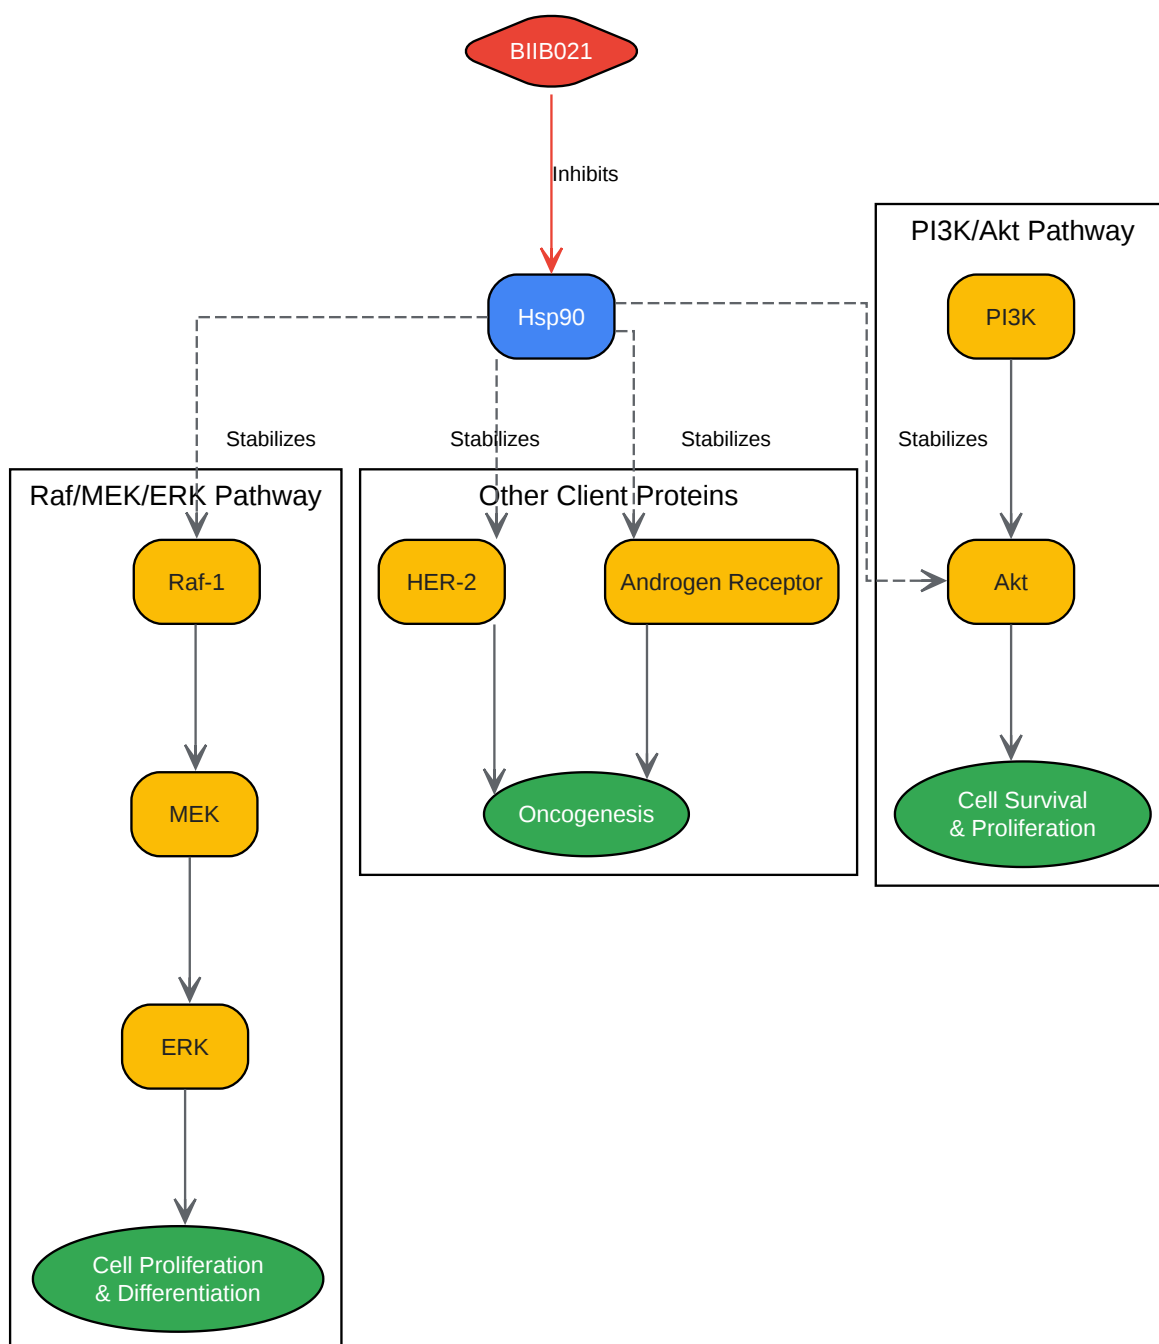 BIIB021
Inhibits
PI3K/Akt Pathway
Hsp90
PI3K
Stabilizes
Stabilizes
Stabilizes
Stabilizes
Raf/MEK/ERK Pathway
Other Client Proteins
Raf-1
HER-2
Androgen Receptor
Akt
MEK
Oncogenesis
Cell Survival
& Proliferation
ERK
Cell Proliferation
& Differentiation